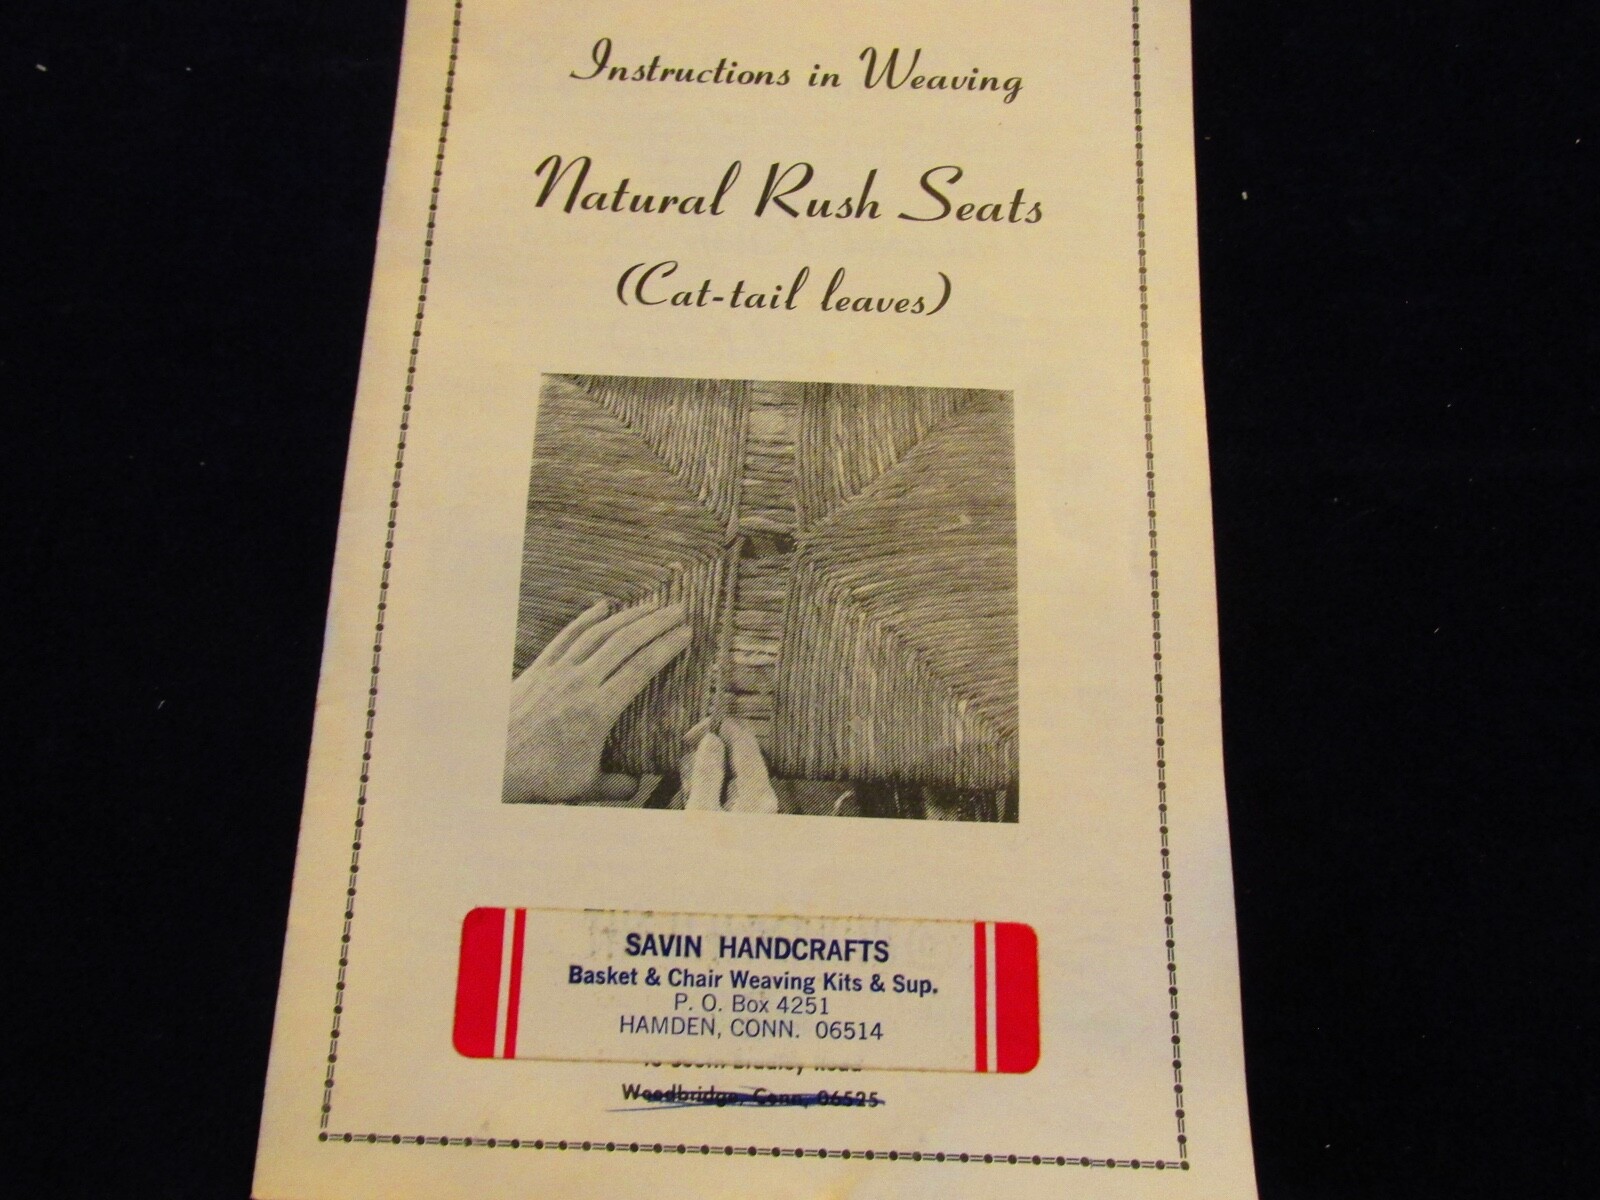 Instructions in Weaving
Natural Rush Seats
(Cat-tail leaves)
SAVIN HANDCRAFTS
Basket & Chair Weaving Kits & Sup.
P. O. Box 4251
HAMDEN, CONN. 06514
Woodbridge, Conn, 06525